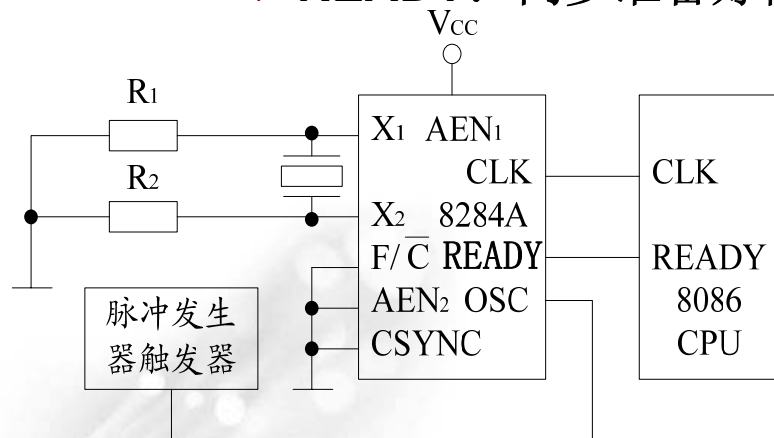 VCC
R1
R2
X1 AEN1
CLK
X2 8284A
F/C̅ READY
AEN2 OSC
CSYNC
CLK
READY
8086
CPU
脉冲发生
器触发器